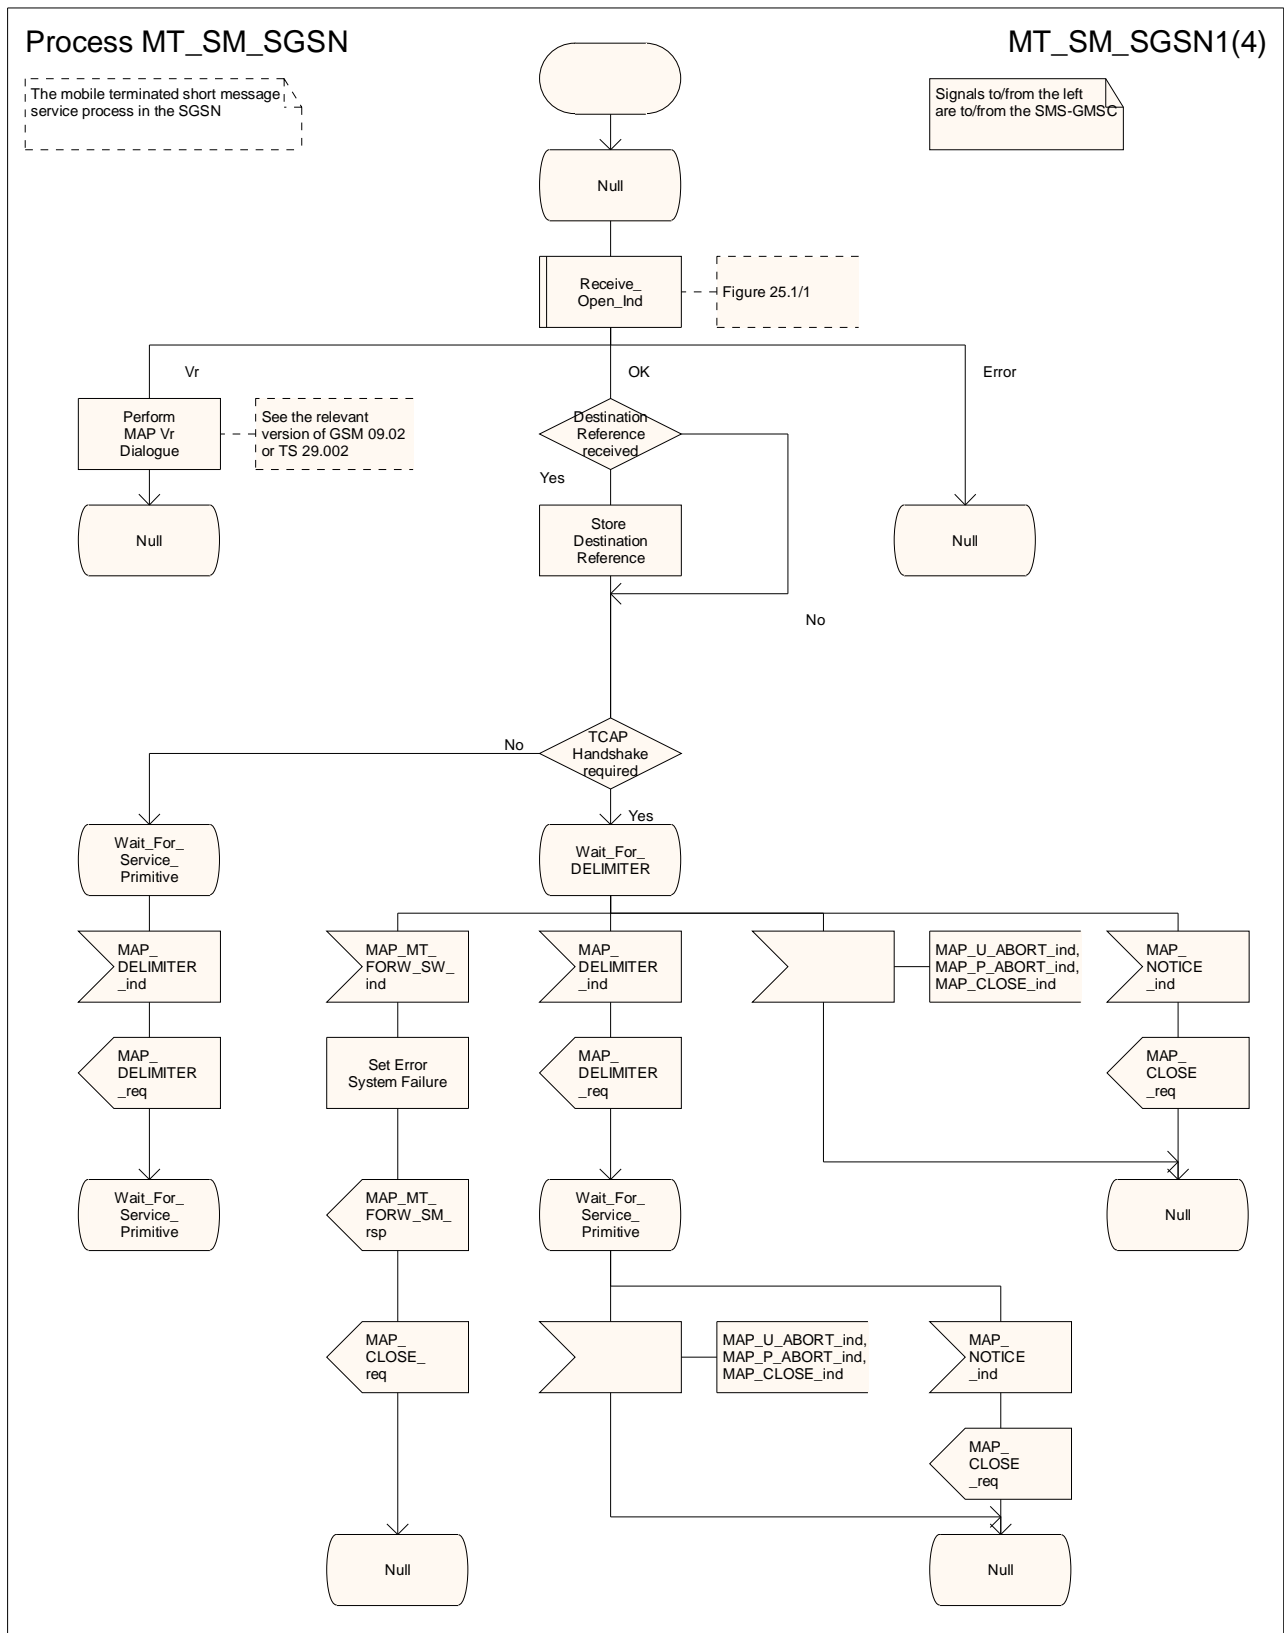 Process MT_SM_SGSN
MT_SM_SGSN1(4)
The mobile terminated short message
service process in the SGSN
Signals to/from the left
are to/from the SMS-GMSC
Null
Receive_
Open_Ind
Figure 25.1/1
Vr
OK
Error
Perform
MAP Vr
Dialogue
See the relevant
version of GSM 09.02
or TS 29.002
Destination
Reference
received
Yes
Null
Store
Destination
Reference
Null
No
TCAP
Handshake
required
No
Yes
Wait_For_
Service_
Primitive
Wait_For_
DELIMITER
MAP_
DELIMITER
_ind
MAP_MT_
FORW_SW_
ind
MAP_
DELIMITER
_ind
MAP_U_ABORT_ind,
MAP_P_ABORT_ind,
MAP_CLOSE_ind
MAP_
NOTICE
_ind
MAP_
DELIMITER
_req
Set Error
System Failure
MAP_
DELIMITER
_req
MAP_
CLOSE
_req
Wait_For_
Service_
Primitive
MAP_MT_
FORW_SM_
rsp
Wait_For_
Service_
Primitive
Null
MAP_
CLOSE_
req
MAP_U_ABORT_ind,
MAP_P_ABORT_ind,
MAP_CLOSE_ind
MAP_
NOTICE
_ind
MAP_
CLOSE
_req
Null
Null